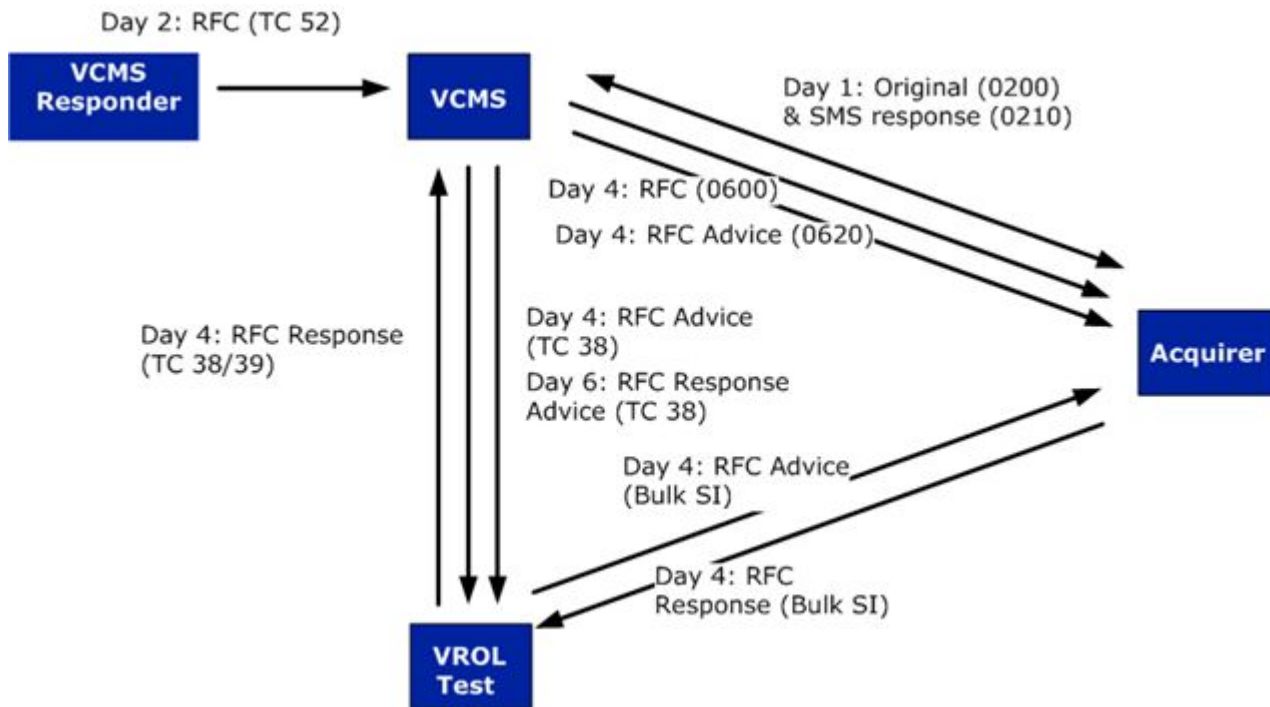 Day 2: RFC (TC 52)
VCMS
Responder
VCMS
Day 1: Original (0200)
& SMS response (0210)
Day 4: RFC (0600)
Day 4: RFC Advice (0620)
Day 4: RFC Response
(TC 38/39)
Day 4: RFC Advice
(TC 38)
Day 6: RFC Response
Advice (TC 38)
Acquirer
Day 4: RFC Advice
(Bulk SI)
Day 4: RFC
Response (Bulk SI)
VROL
Test